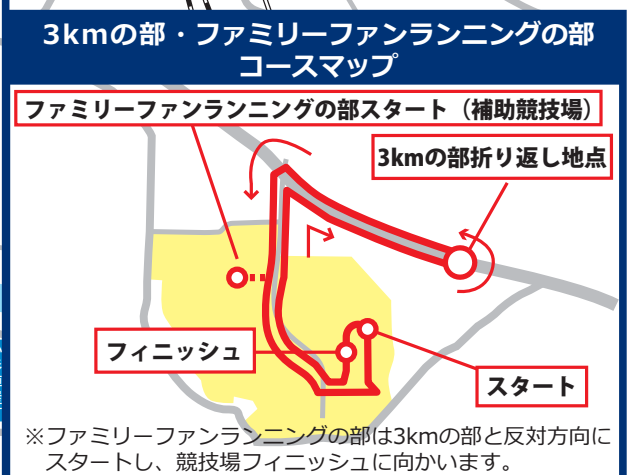 3kmの部・ファミリーファンランニングの部
コースマップ
ファミリーファンランニングの部スタート（補助競技場）
3kmの部折り返し地点
フィニッシュ
スタート
※ファミリーファンランニングの部は3kmの部と反対方向に
スタートし、競技場フィニッシュに向かいます。